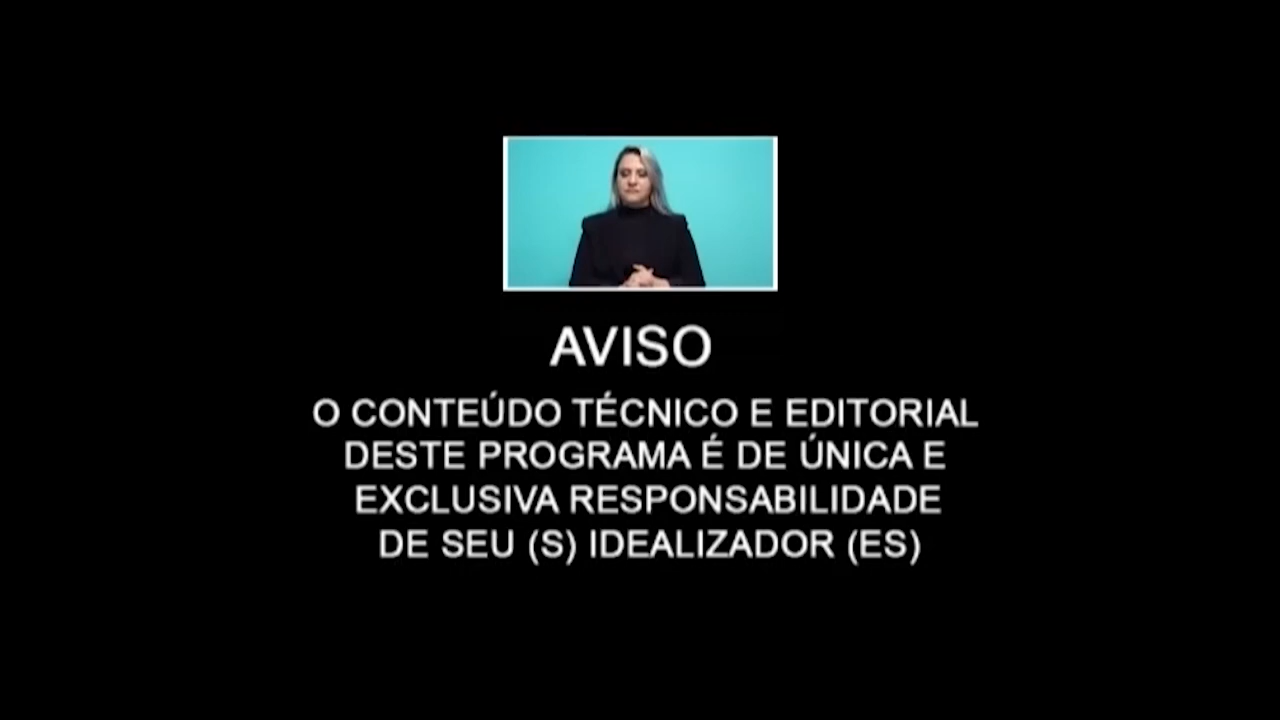 AVISO
O CONTEÚDO TÉCNICO E EDITORIAL
DESTE PROGRAMA É DE ÚNICA E
EXCLUSIVA RESPONSABILIDADE
DE SEU (S) IDEALIZADOR (ES)